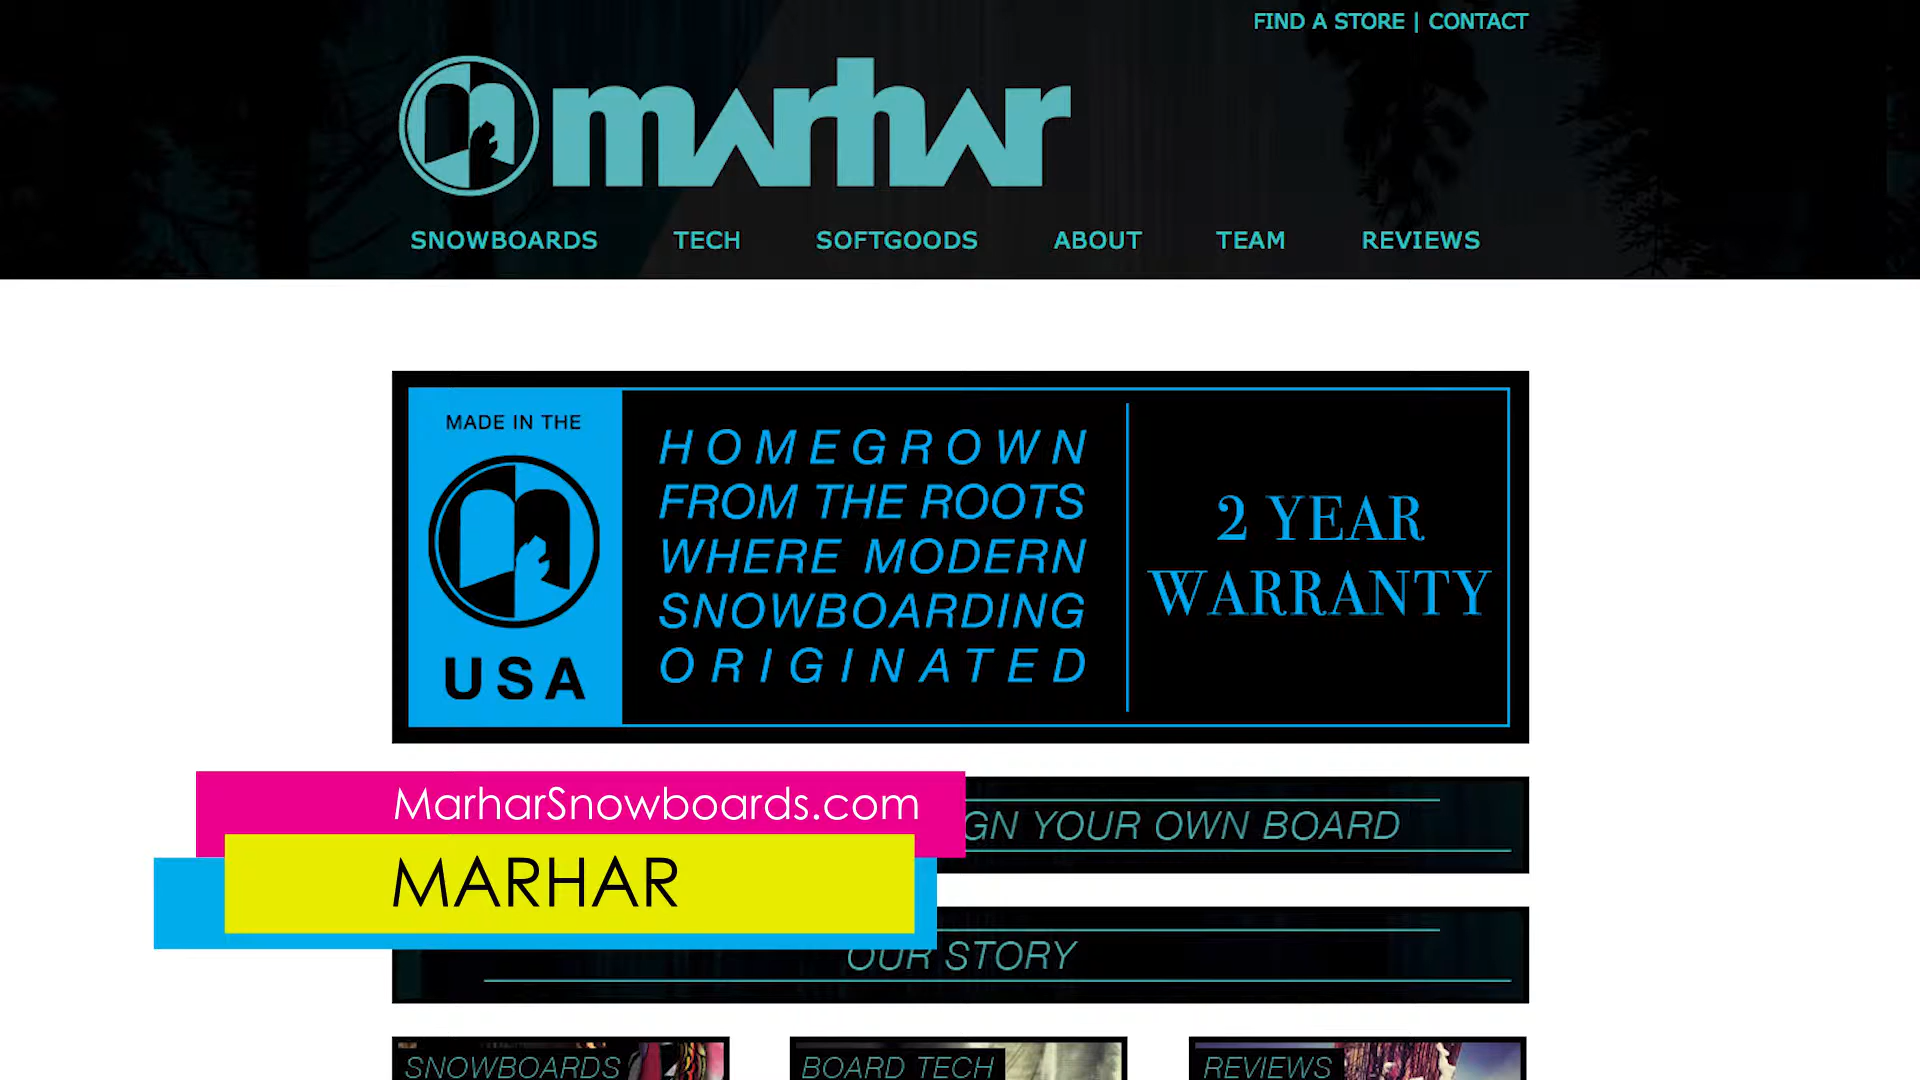 FIND A STORE | CONTACT
marhar
SNOWBOARDS TECH SOFTGOODS ABOUT TEAM REVIEWS
MADE IN THE
USA
HOMEGROWN
FROM THE ROOTS
WHERE MODERN
SNOWBOARDING
ORIGINATED
2 YEAR
WARRANTY
MarharSnowboards.com
MARHAR
GN YOUR OWN BOARD
OUR STORY
SNOWBOARDS
BOARD TECH
REVIEWS